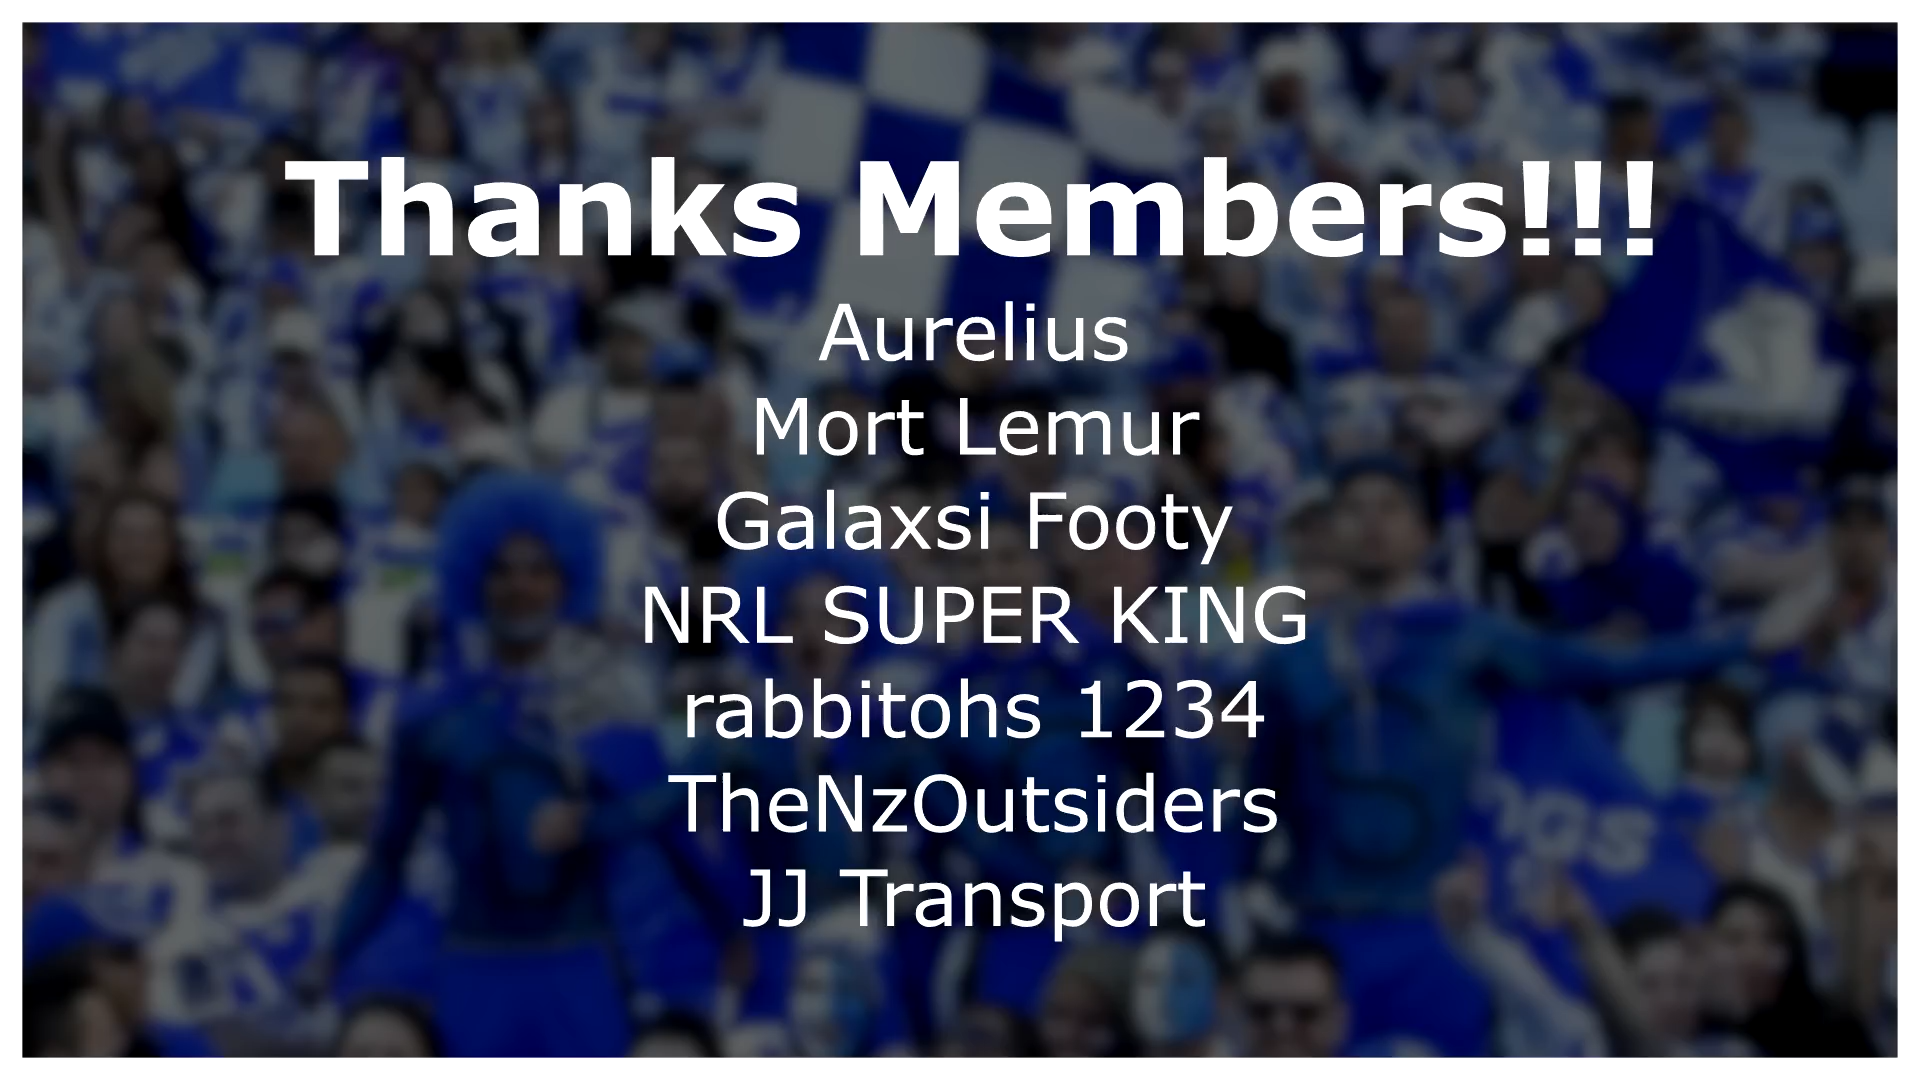 Thanks Members!!!
Aurelius
Mort Lemur
Galaxsi Footy
NRL SUPER KING
rabbitohs 1234
TheNzOutsiders
JJ Transport